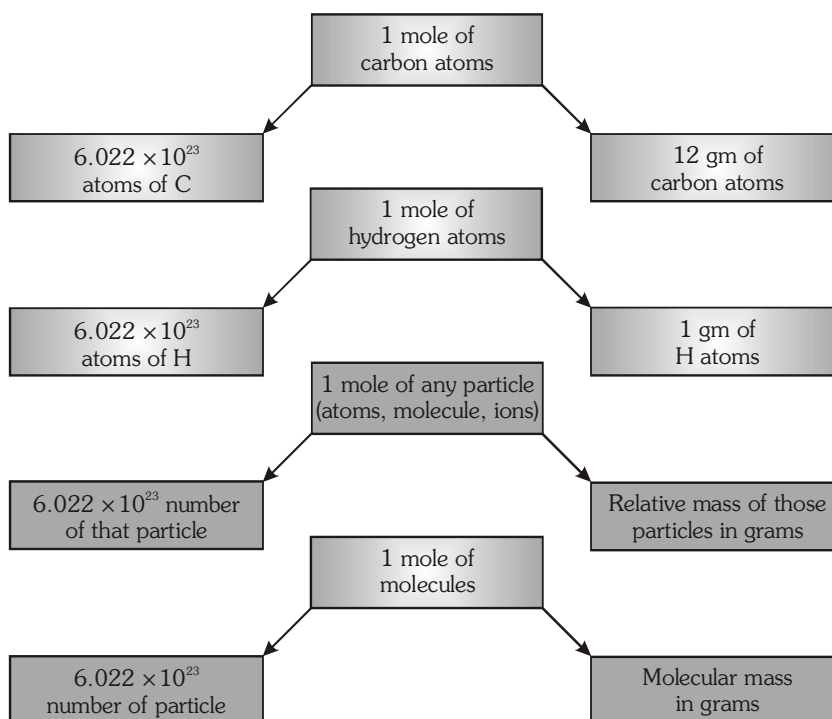 1 mole of
carbon atoms
6.022 × 10²³
atoms of C
12 gm of
carbon atoms
1 mole of
hydrogen atoms
6.022 × 10²³
atoms of H
1 gm of
H atoms
1 mole of any particle
(atoms, molecule, ions)
6.022 × 10²³ number
of that particle
Relative mass of those
particles in grams
1 mole of
molecules
6.022 × 10²³
number of particle
Molecular mass
in grams